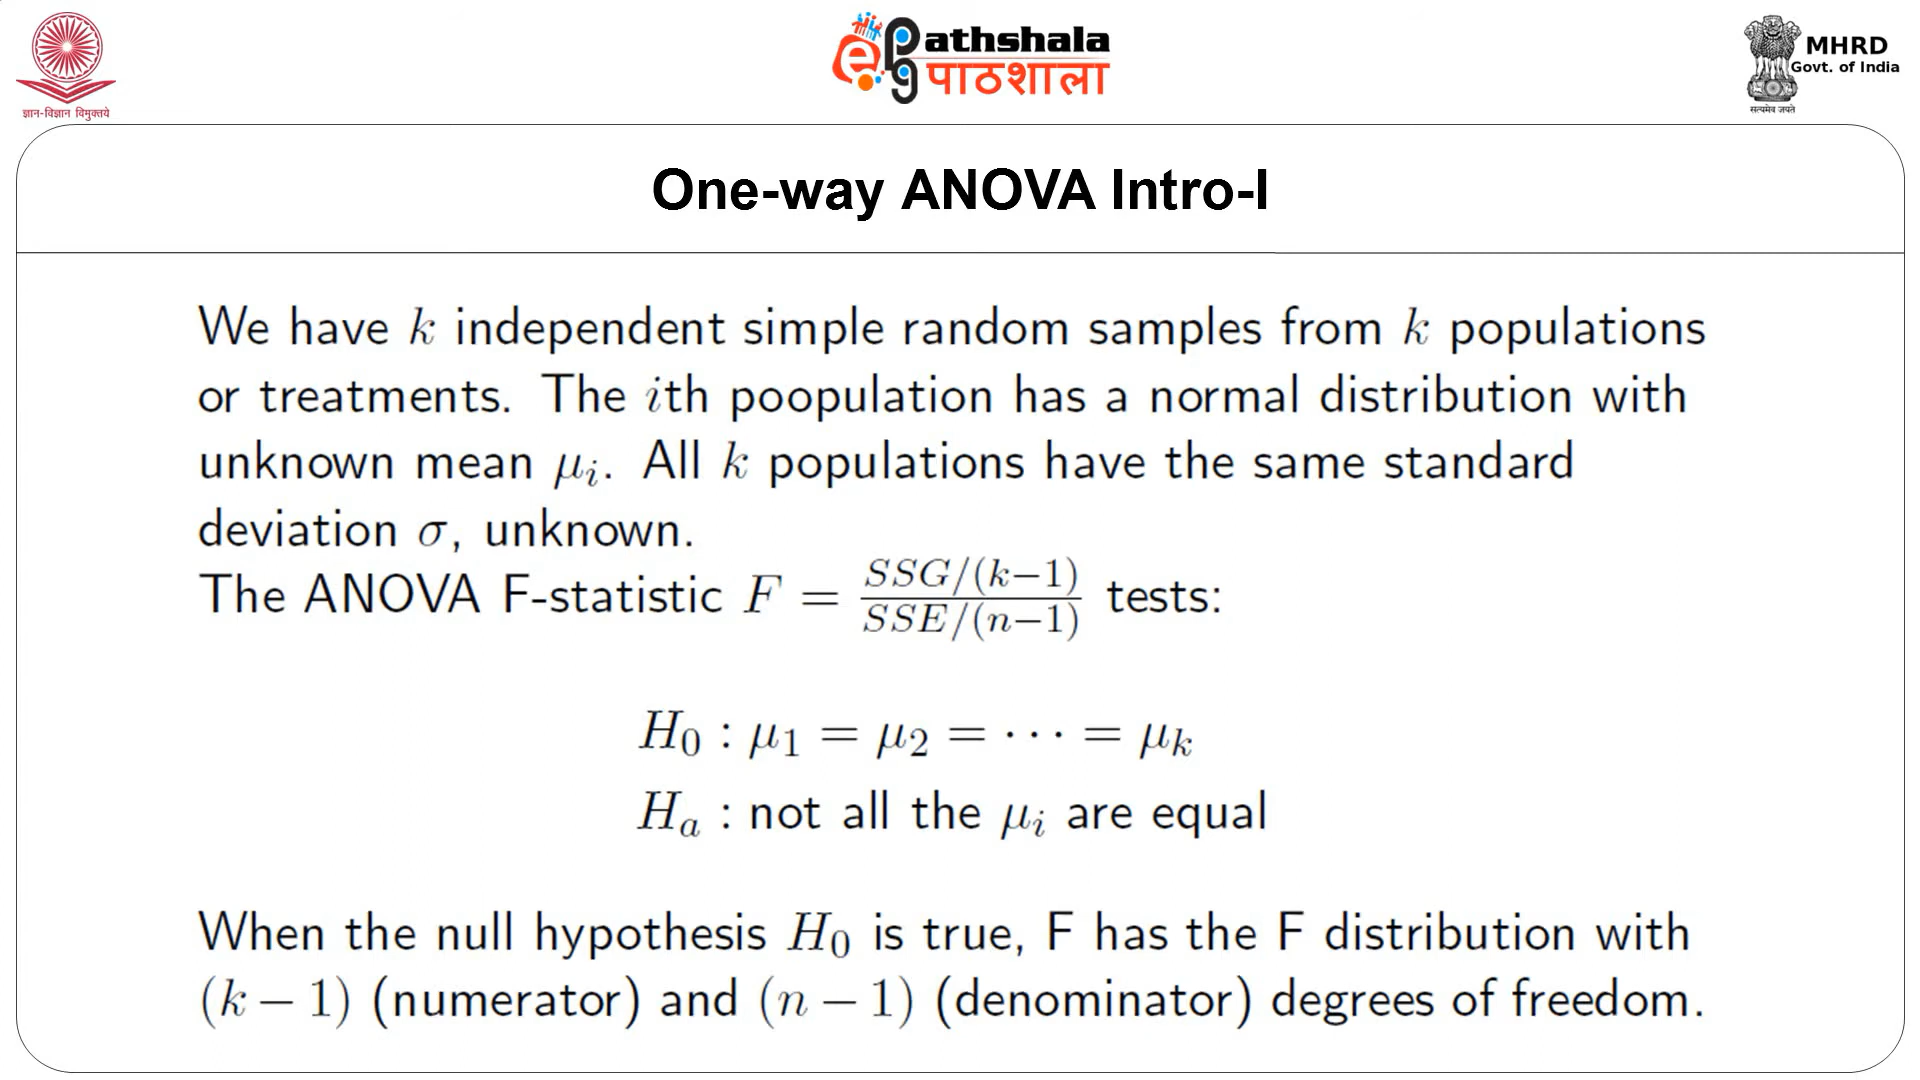 ज्ञान-विज्ञान विमुक्तये
ePG Pathshala
पाठशाला
MHRD
Govt. of India
सत्यमेव जयते
One-way ANOVA Intro-I
We have k independent simple random samples from k populations
or treatments. The ith poopulation has a normal distribution with
unknown mean μᵢ. All k populations have the same standard
deviation σ, unknown.
The ANOVA F-statistic F = SSG/(k−1) / SSE/(n−1) tests:
H₀ : μ₁ = μ₂ = ··· = μₖ
Hₐ : not all the μᵢ are equal
When the null hypothesis H₀ is true, F has the F distribution with
(k − 1) (numerator) and (n − 1) (denominator) degrees of freedom.